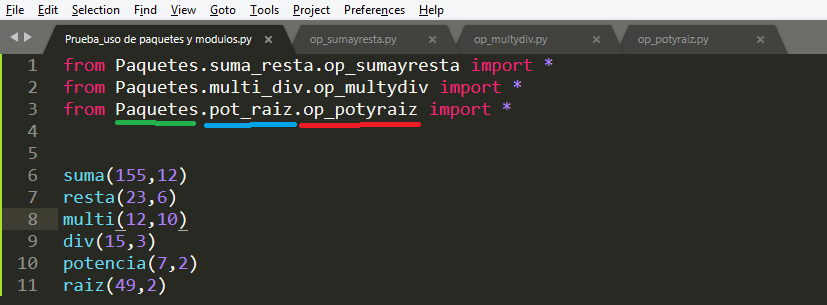 File Edit Selection Find View Goto Tools Project Preferences Help
Prueba_uso de paquetes y modulos.py × op_sumayresta.py × op_multydiv.py × op_potyraiz.py ×
1 from Paquetes.suma_resta.op_sumayresta import *
2 from Paquetes.multi_div.op_multydiv import *
3 from Paquetes.pot_raiz.op_potyraiz import *
4
5
6 suma(155,12)
7 resta(23,6)
8 multi(12,10)
9 div(15,3)
10 potencia(7,2)
11 raiz(49,2)